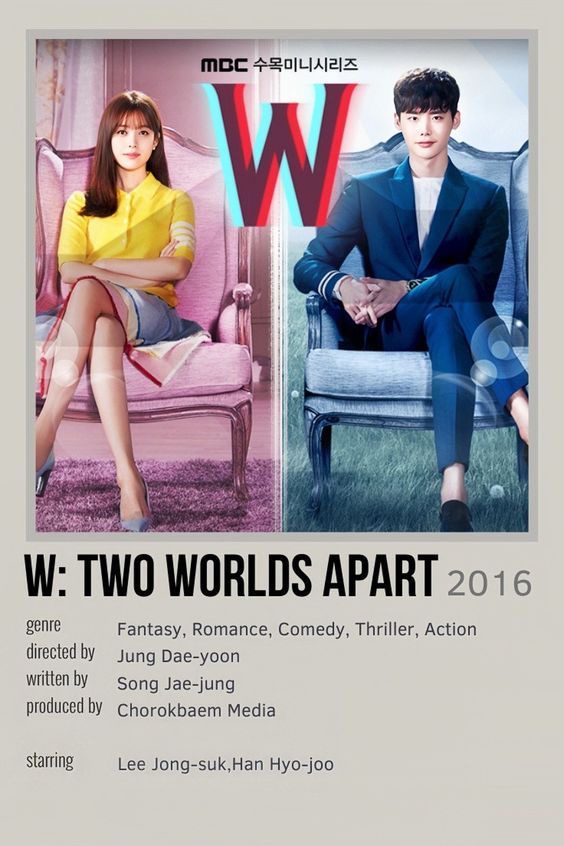 MBC 수목미니시리즈
W
W: TWO WORLDS APART 2016
genre Fantasy, Romance, Comedy, Thriller, Action
directed by Jung Dae-yoon
written by Song Jae-jung
produced by Chorokbaem Media
starring Lee Jong-suk,Han Hyo-joo